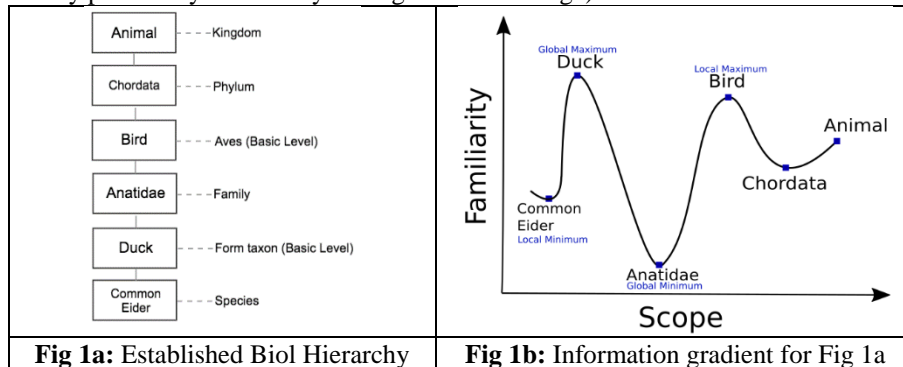 Animal Kingdom
Chordata Phylum
Bird Aves (Basic Level)
Anatidae Family
Duck Form taxon (Basic Level)
Common
Eider
Species
Familiarity
Global Maximum
Duck
Local Maximum
Bird
Animal
Chordata
Common
Eider
Local Minimum
Anatidae
Global Minimum
Scope
Fig 1a: Established Biol Hierarchy
Fig 1b: Information gradient for Fig 1a